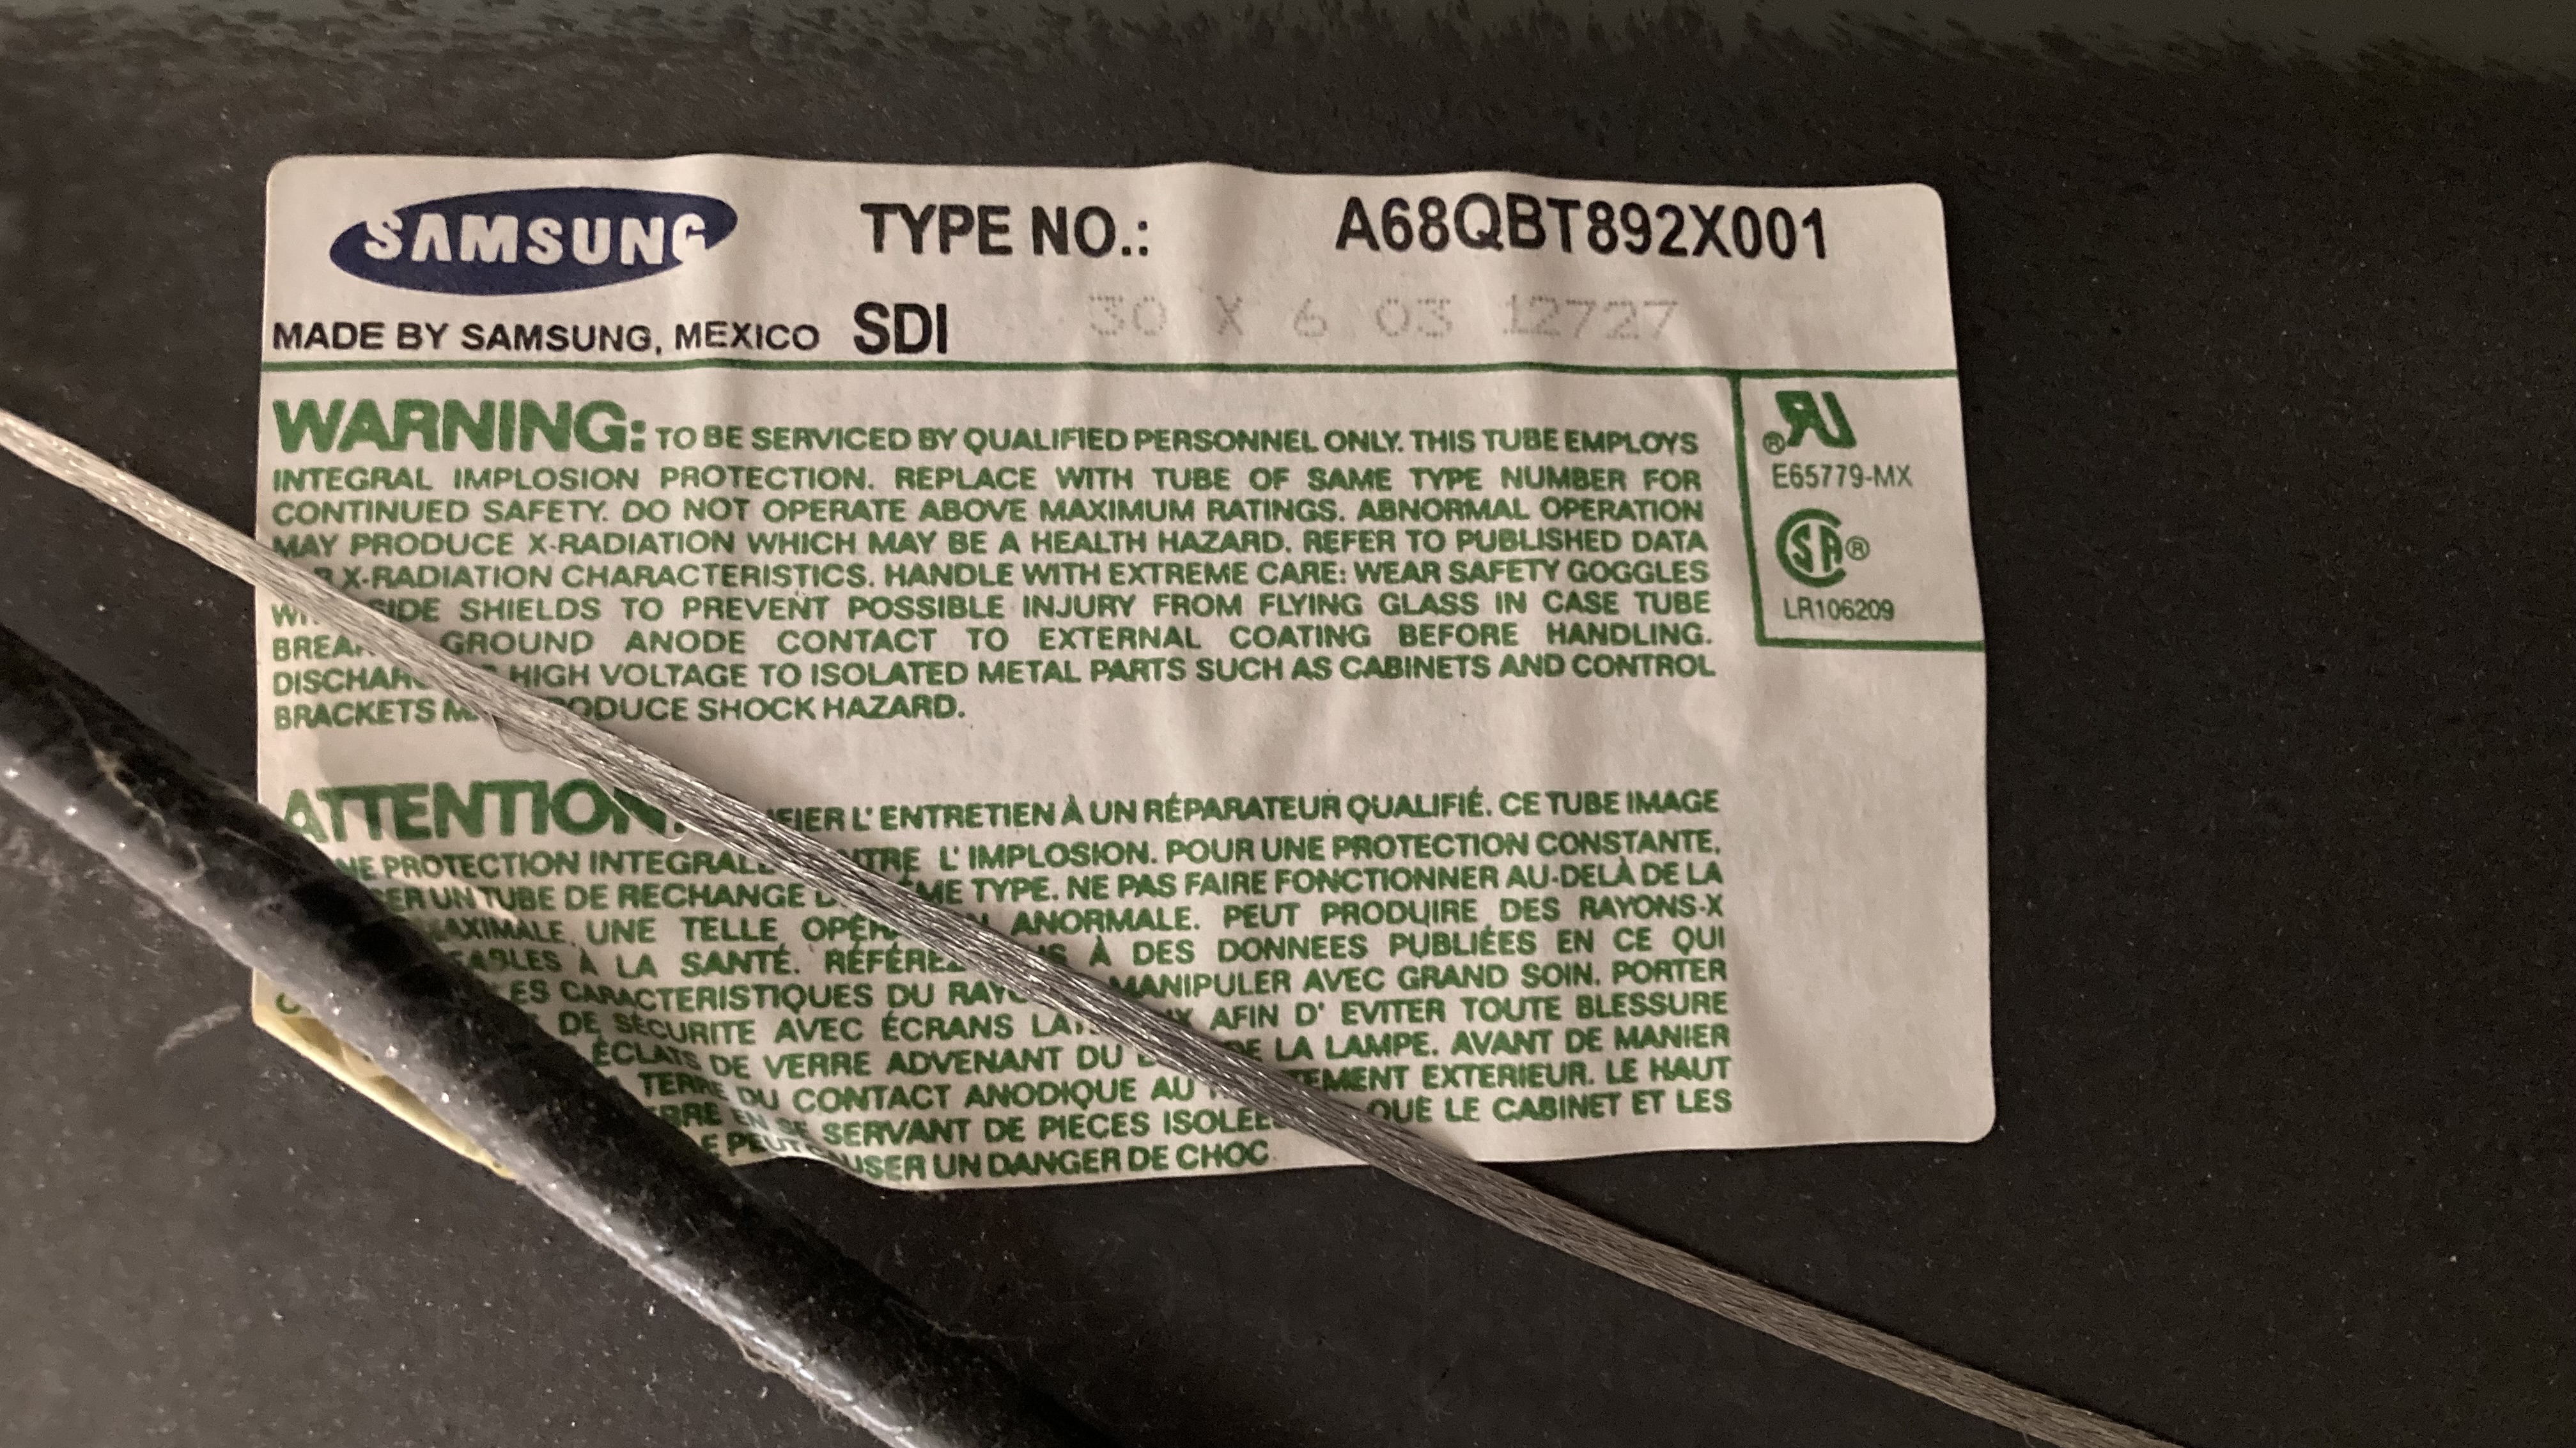 SAMSUNG TYPE NO.: A68QBT892X001
MADE BY SAMSUNG, MEXICO SDI 30 X 6 03 12727
WARNING: TO BE SERVICED BY QUALIFIED PERSONNEL ONLY. THIS TUBE EMPLOYS
INTEGRAL IMPLOSION PROTECTION. REPLACE WITH TUBE OF SAME TYPE NUMBER FOR
CONTINUED SAFETY. DO NOT OPERATE ABOVE MAXIMUM RATINGS. ABNORMAL OPERATION
MAY PRODUCE X-RADIATION WHICH MAY BE A HEALTH HAZARD. REFER TO PUBLISHED DATA
X-RADIATION CHARACTERISTICS. HANDLE WITH EXTREME CARE: WEAR SAFETY GOGGLES
SIDE SHIELDS TO PREVENT POSSIBLE INJURY FROM FLYING GLASS IN CASE TUBE
GROUND ANODE CONTACT TO EXTERNAL COATING BEFORE HANDLING.
HIGH VOLTAGE TO ISOLATED METAL PARTS SUCH AS CABINETS AND CONTROL
BRACKETS SHOCK HAZARD.
®
E65779-MX
®
LR106209
ATTENTION: L' ENTRETIEN À UN RÉPARATEUR QUALIFIÉ. CE TUBE IMAGE
PROTECTION L' IMPLOSION. POUR UNE PROTECTION CONSTANTE,
UN TUBE DE RECHANGE TYPE. NE PAS FAIRE FONCTIONNER AU-DELÀ DE LA
UNE TELLE ANORMALE. PEUT PRODUIRE DES RAYONS-X
À LA SANTÉ. À DES DONNEES PUBLIÉES EN CE QUI
CARACTERISTIQUES DU MANIPULER AVEC GRAND SOIN. PORTER
DE SÉCURITE AVEC ÉCRANS AFIN D' EVITER TOUTE BLESSURE
ÉCLATS DE VERRE ADVENANT DU LA LAMPE. AVANT DE MANIER
TERRE DU CONTACT ANODIQUE AU EXTERIEUR. LE HAUT
EN SE SERVANT DE PIECES QUE LE CABINET ET LES
UN DANGER DE CHOC.